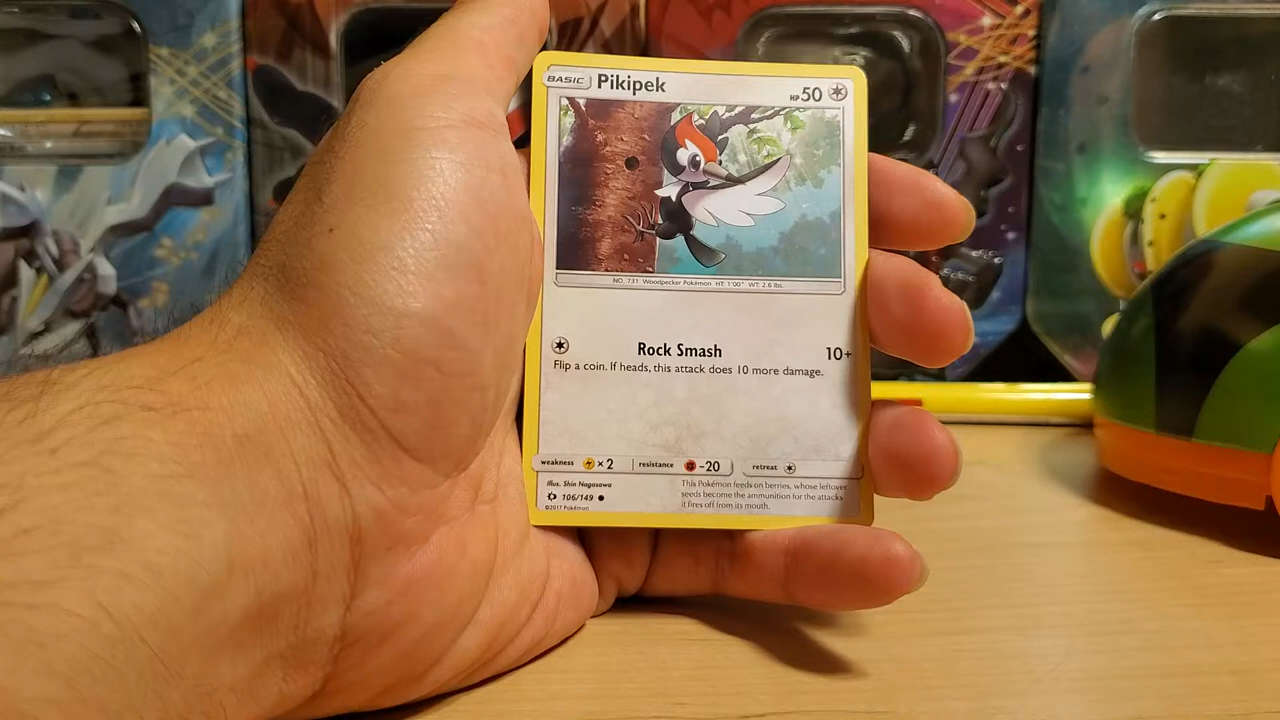 BASIC Pikipek HP 50
NO. 731 Woodpecker Pokémon HT: 1'00" WT: 2.6 lbs.
Rock Smash 10+
Flip a coin. If heads, this attack does 10 more damage.
weakness ×2 resistance -20 retreat
Illus. Shin Nagasawa
106/149
©2017 Pokémon
This Pokémon feeds on berries, whose leftover
seeds become the ammunition for the attacks
it fires off from its mouth.